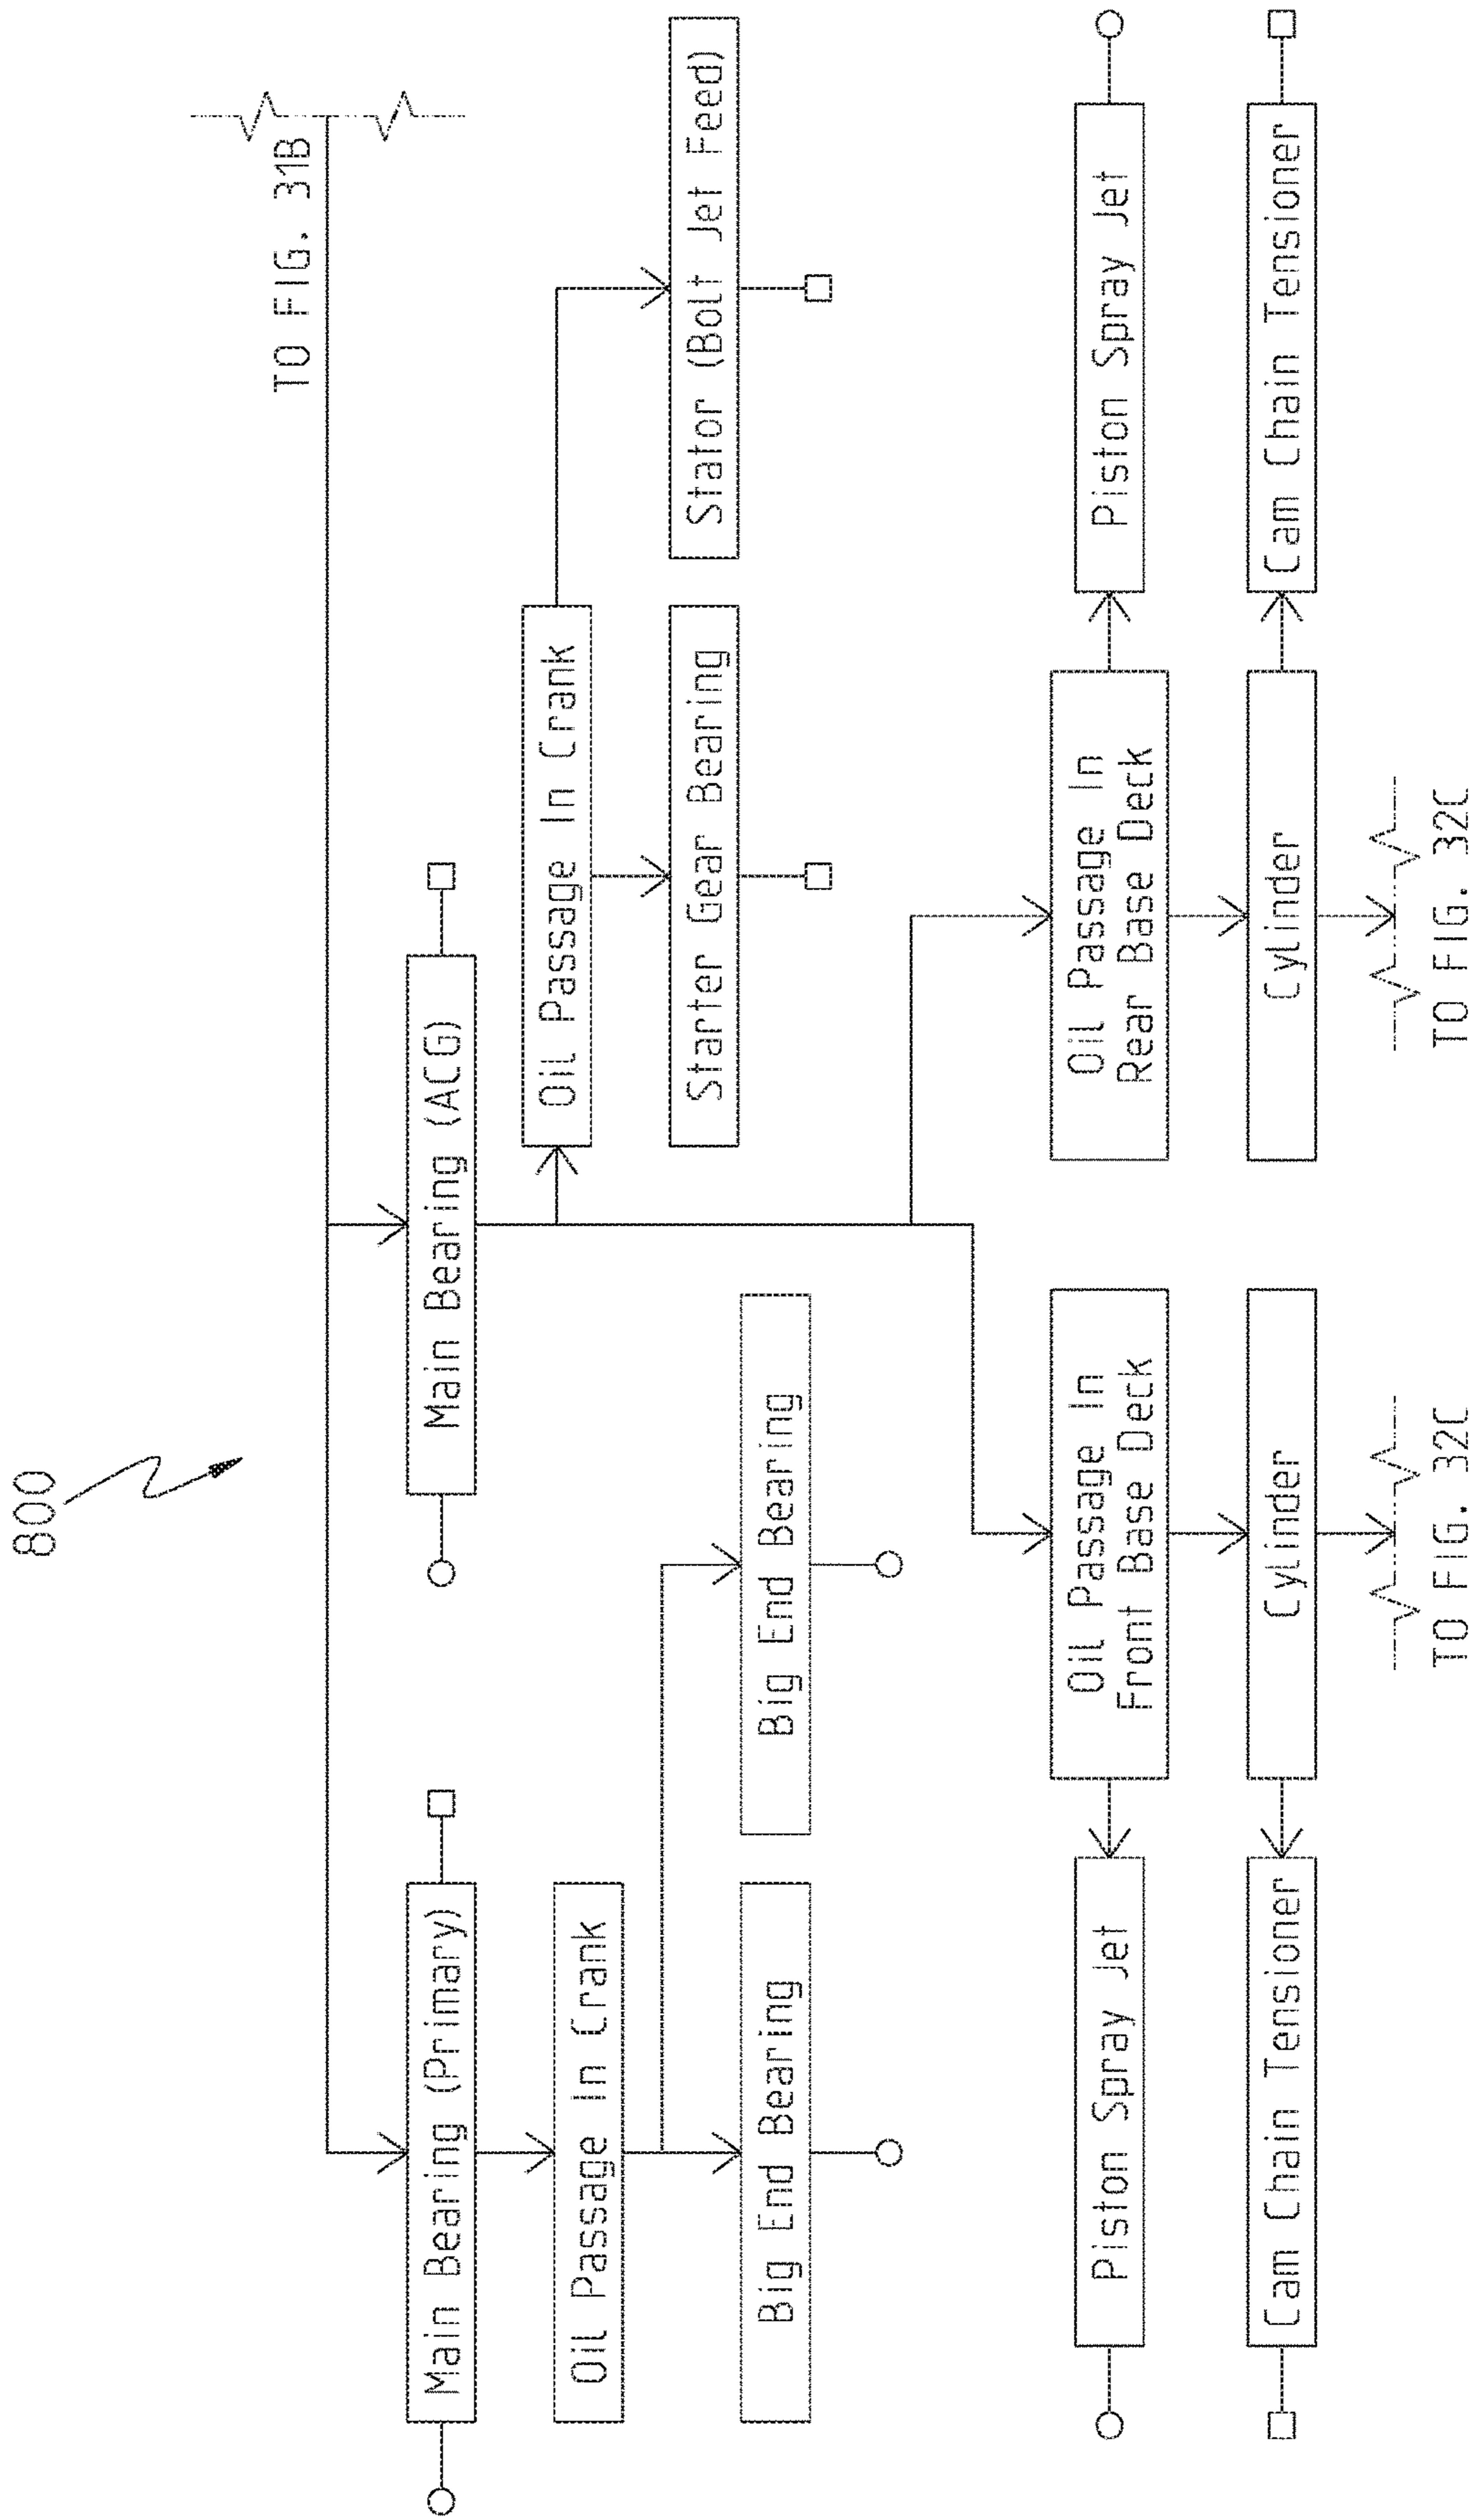 800
TO FIG. 31B
Main Bearing (Primary)
Main Bearing (ACG)
Oil Passage In Crank
Oil Passage in Crank
Starter Gear Bearing
Stator (Bolt Jet Feed)
Big End Bearing
Big End Bearing
Piston Spray Jet
Oil Passage In
Front Base Deck
Oil Passage In
Rear Base Deck
Piston Spray Jet
Cam Chain Tensioner
Cylinder
Cylinder
Cam Chain Tensioner
TO FIG. 32C
TO FIG. 32C